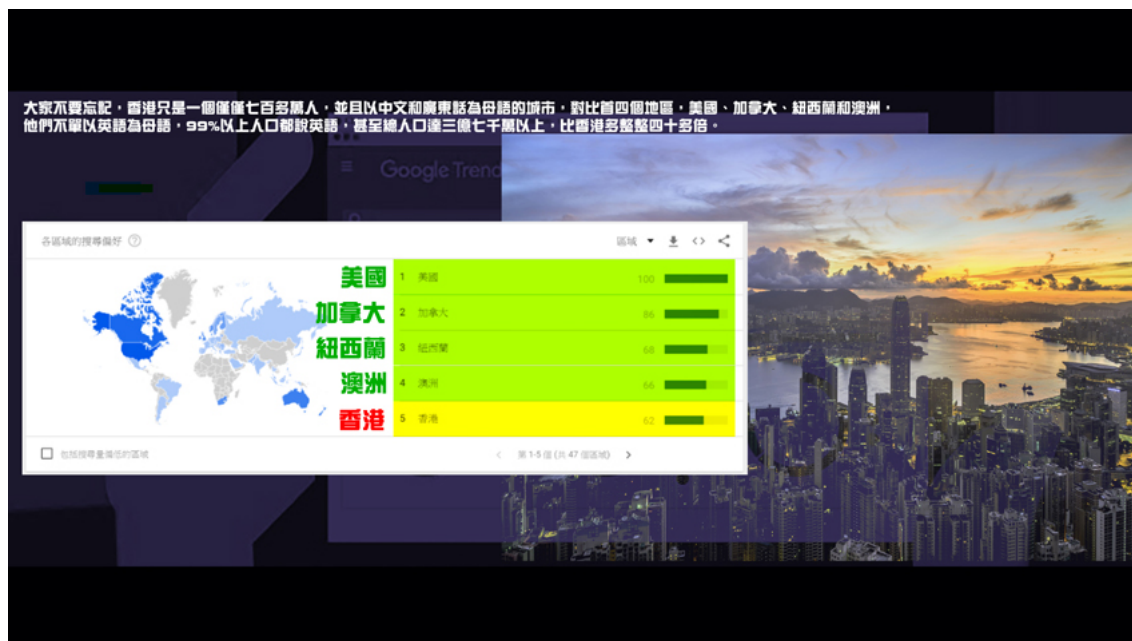 大家不要忘記，香港只是一個僅僅七百多萬人，並且以中文和廣東話為母語的城市，對比首四個地區，美國、加拿大、紐西蘭和澳洲，
他們不單以英語為母語，99%以上人口都說英語，甚至總人口達三億七千萬以上，比香港多整整四十多倍。
Google Trend
各區域的搜尋偏好
區域
美國 1 美國 100
加拿大 2 加拿大 86
紐西蘭 3 紐西蘭 68
澳洲 4 澳洲 66
香港 5 香港 62
包括搜尋量偏低的區域
第 1-5 個 (共 47 個區域)